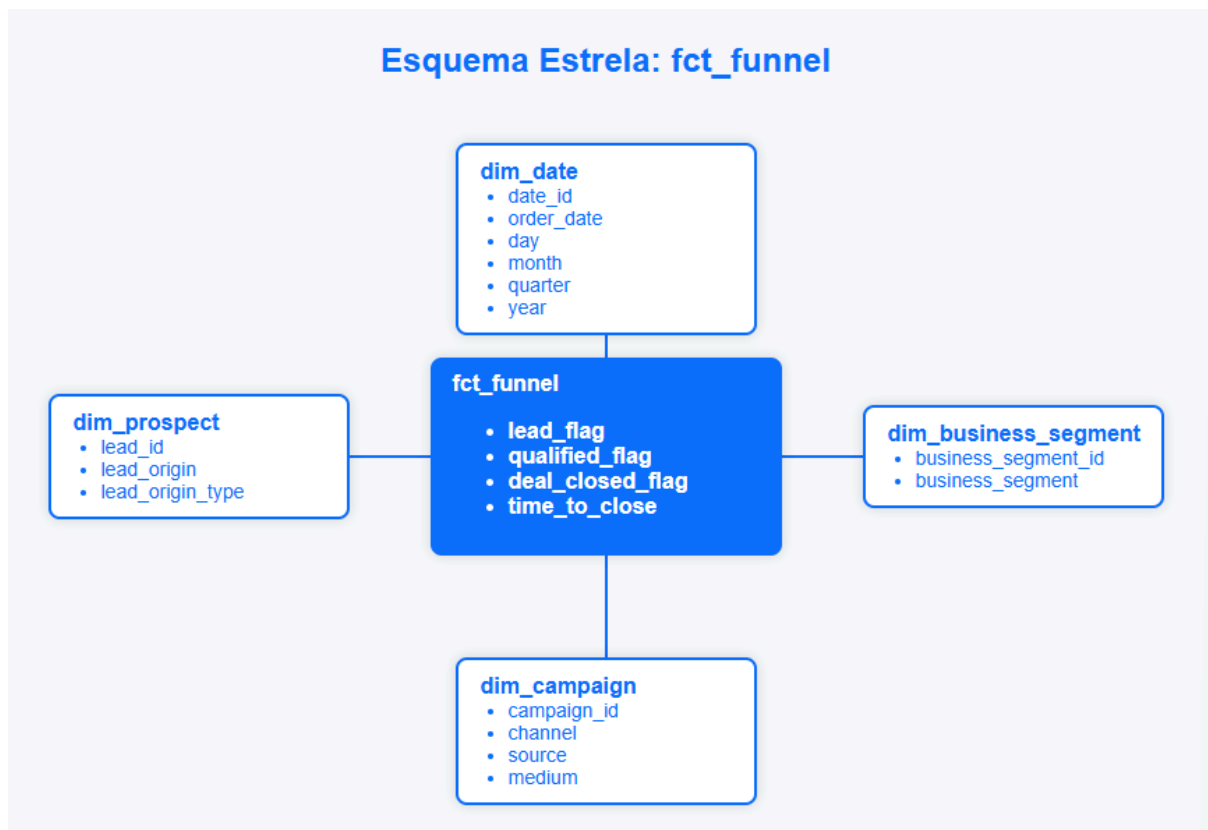 Esquema Estrela: fct_funnel
dim_date
• date_id
• order_date
• day
• month
• quarter
• year
fct_funnel
• lead_flag
• qualified_flag
• deal_closed_flag
• time_to_close
dim_prospect
• lead_id
• lead_origin
• lead_origin_type
dim_business_segment
• business_segment_id
• business_segment
dim_campaign
• campaign_id
• channel
• source
• medium